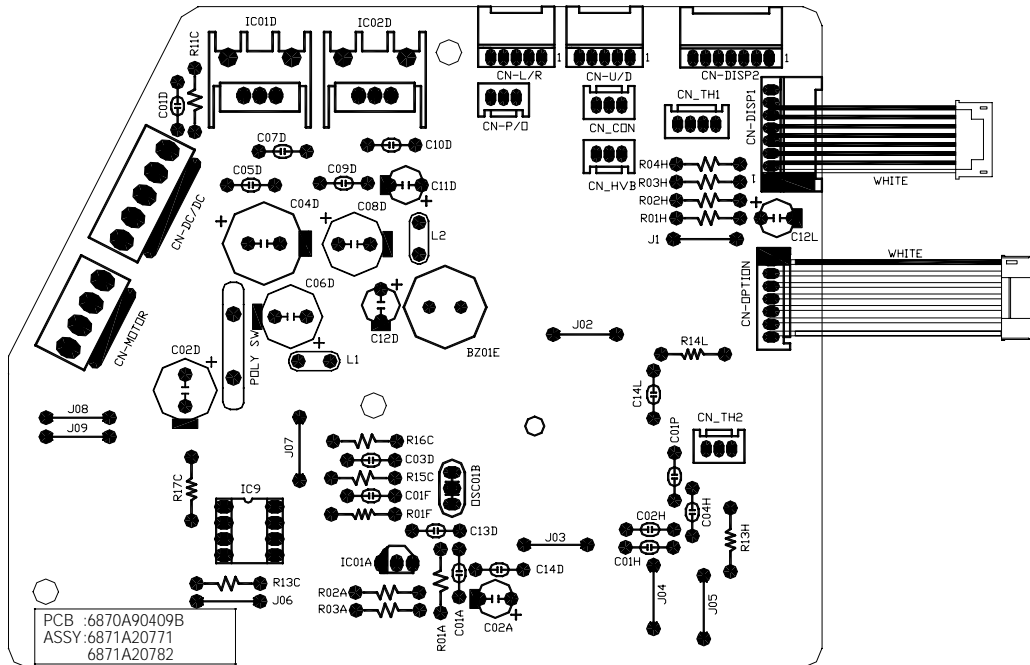 IC01D
IC02D
R11C
C01D
1
CN-L/R
1
CN-U/D
1
CN-DISP2
CN-P/O
CN_CON
CN_TH1
CN-DISP1
CN_HVB
C07D
C10D
C05D
C09D
C11D
+
R04H
R03H
R02H
R01H
J1
1
WHITE
+
C12L
CN-DC/DC
+
C04D
+
C08D
L2
CN-MOTOR
C06D
+
C12D
+
BZ01E
WHITE
CN-OPTION
J02
C02D
+
POLY SW
L1
R14L
C14L
J08
J09
J07
R16C
C03D
R15C
C01F
R01F
OSC01B
C01P
CN_TH2
R17C
IC9
C13D
C04H
C02H
C01H
R13H
J03
IC01A
C14D
R13C
J06
R02A
R03A
R01A
C01A
C02A
+
J04
J05
PCB :6870A90409B
ASSY:6871A20771
6871A20782